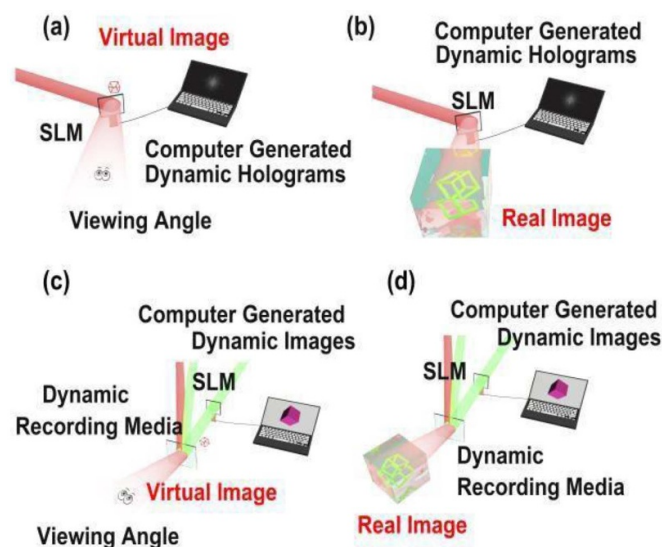 (a)
Virtual Image
SLM
Computer Generated
Dynamic Holograms
Viewing Angle
(b)
Computer Generated
Dynamic Holograms
SLM
Real Image
(c)
Computer Generated
Dynamic Images
SLM
Dynamic
Recording Media
Virtual Image
Viewing Angle
(d)
Computer Generated
Dynamic Images
SLM
Dynamic
Recording Media
Real Image